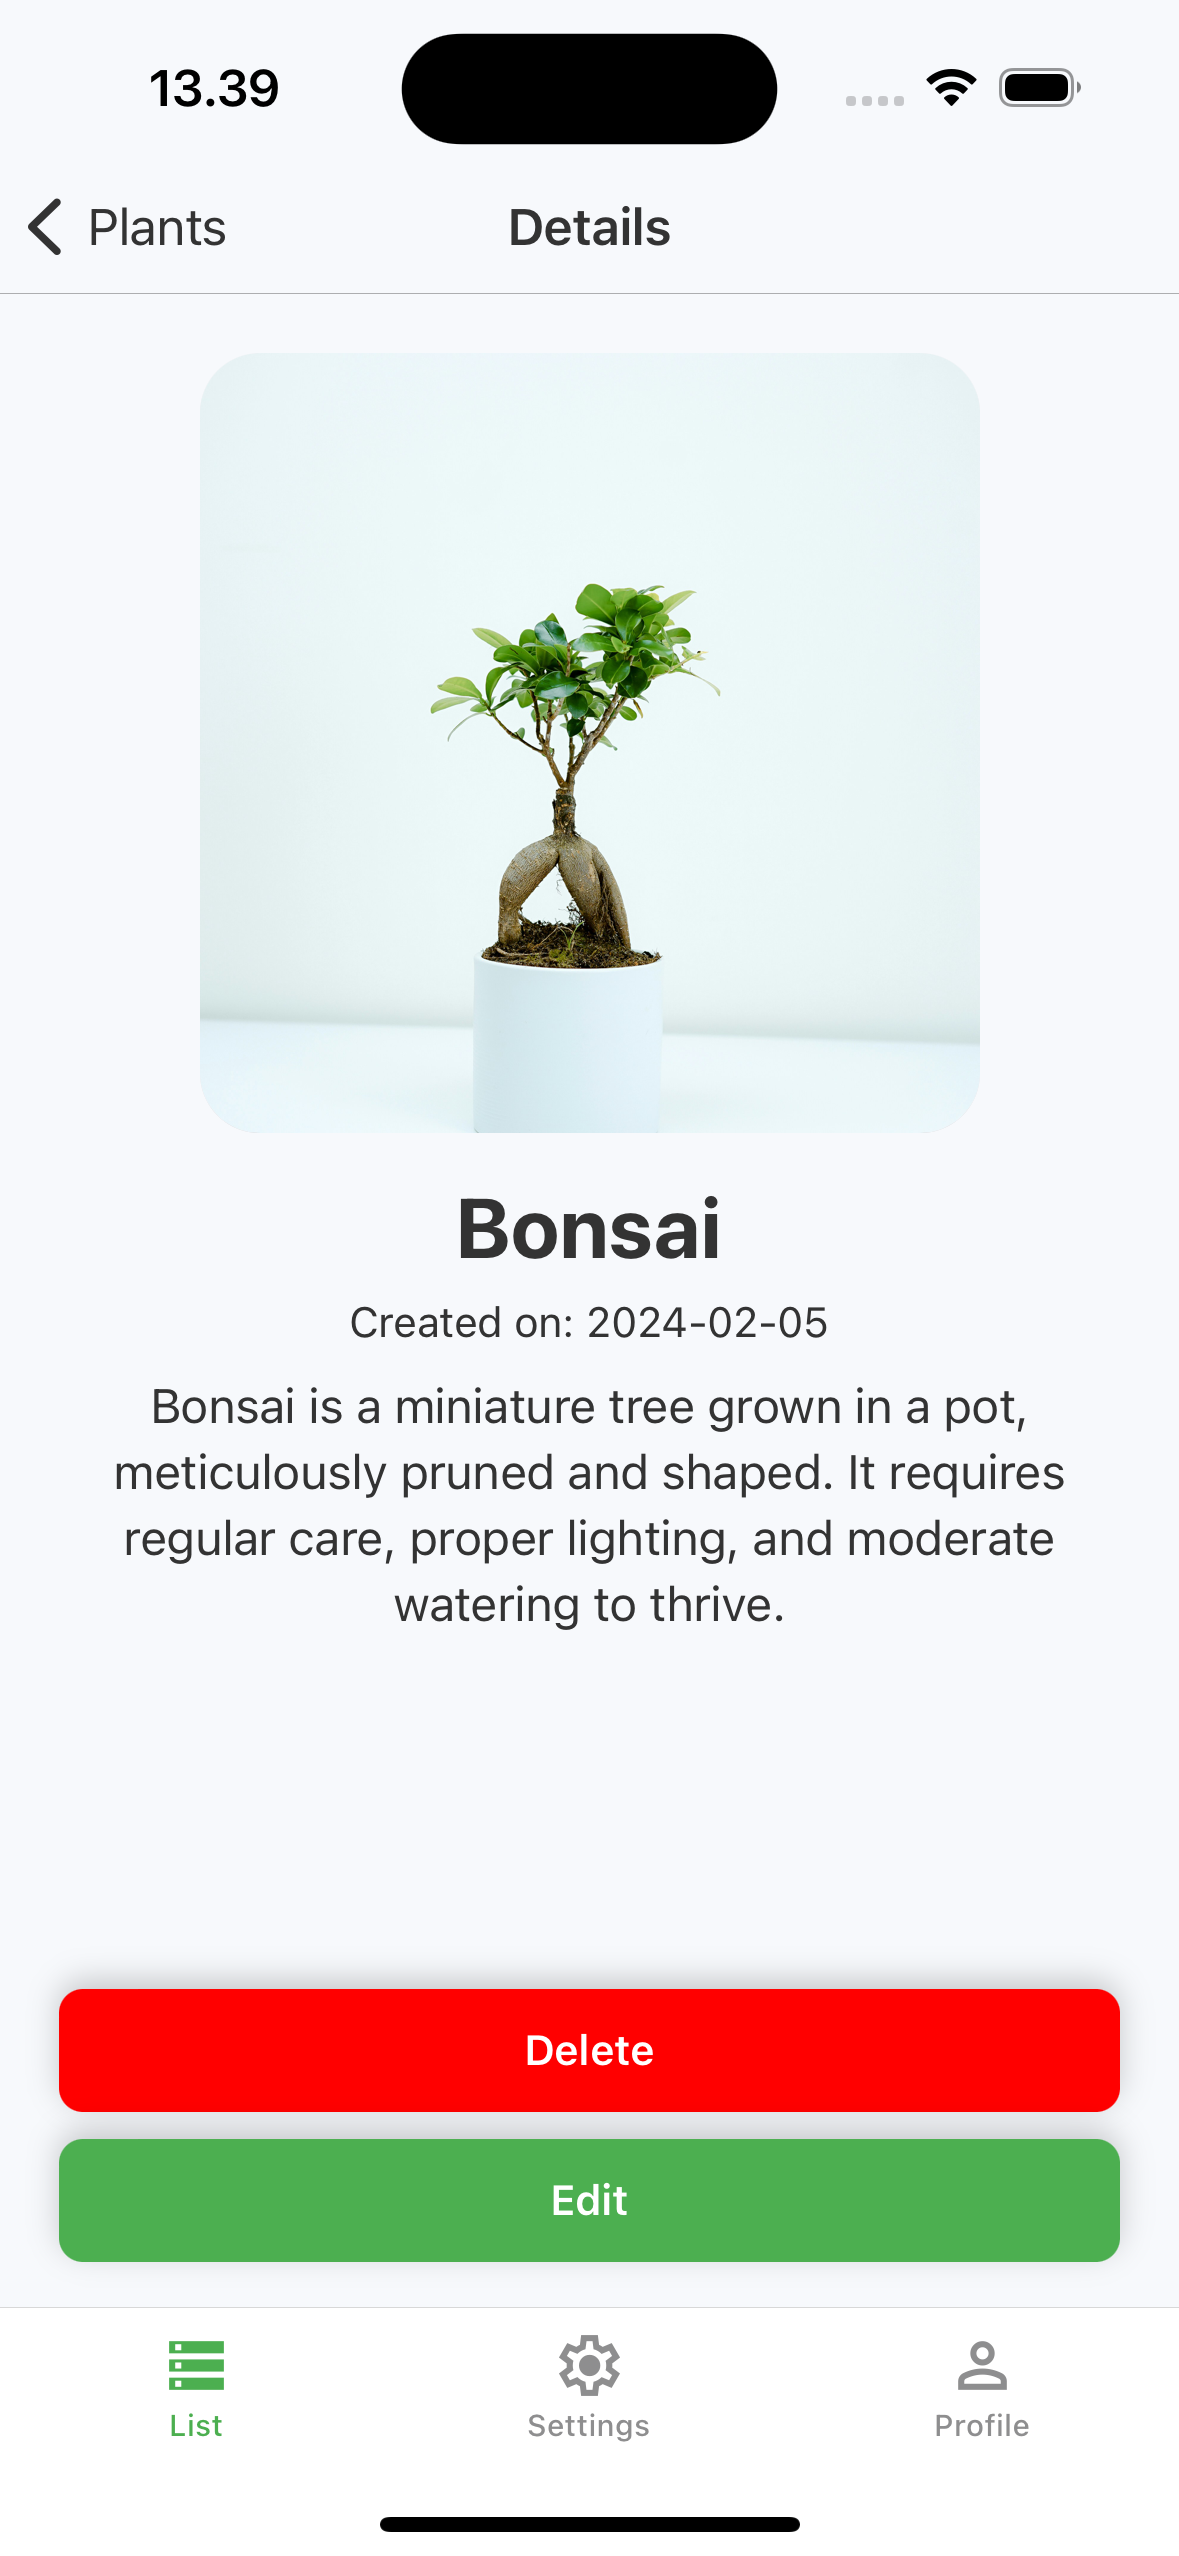 13.39
Plants
Details
Bonsai
Created on: 2024-02-05
Bonsai is a miniature tree grown in a pot,
meticulously pruned and shaped. It requires
regular care, proper lighting, and moderate
watering to thrive.
Delete
Edit
List
Settings
Profile